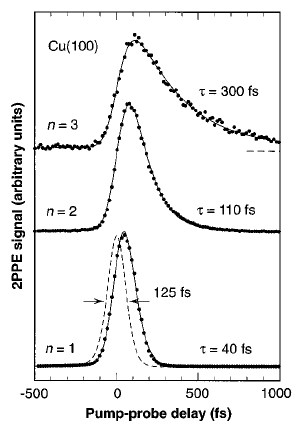 Cu(100)
τ = 300 fs
n = 3
n = 2
τ = 110 fs
125 fs
n = 1
τ = 40 fs
2PPE signal (arbitrary units)
-500 0 500 1000
Pump-probe delay (fs)